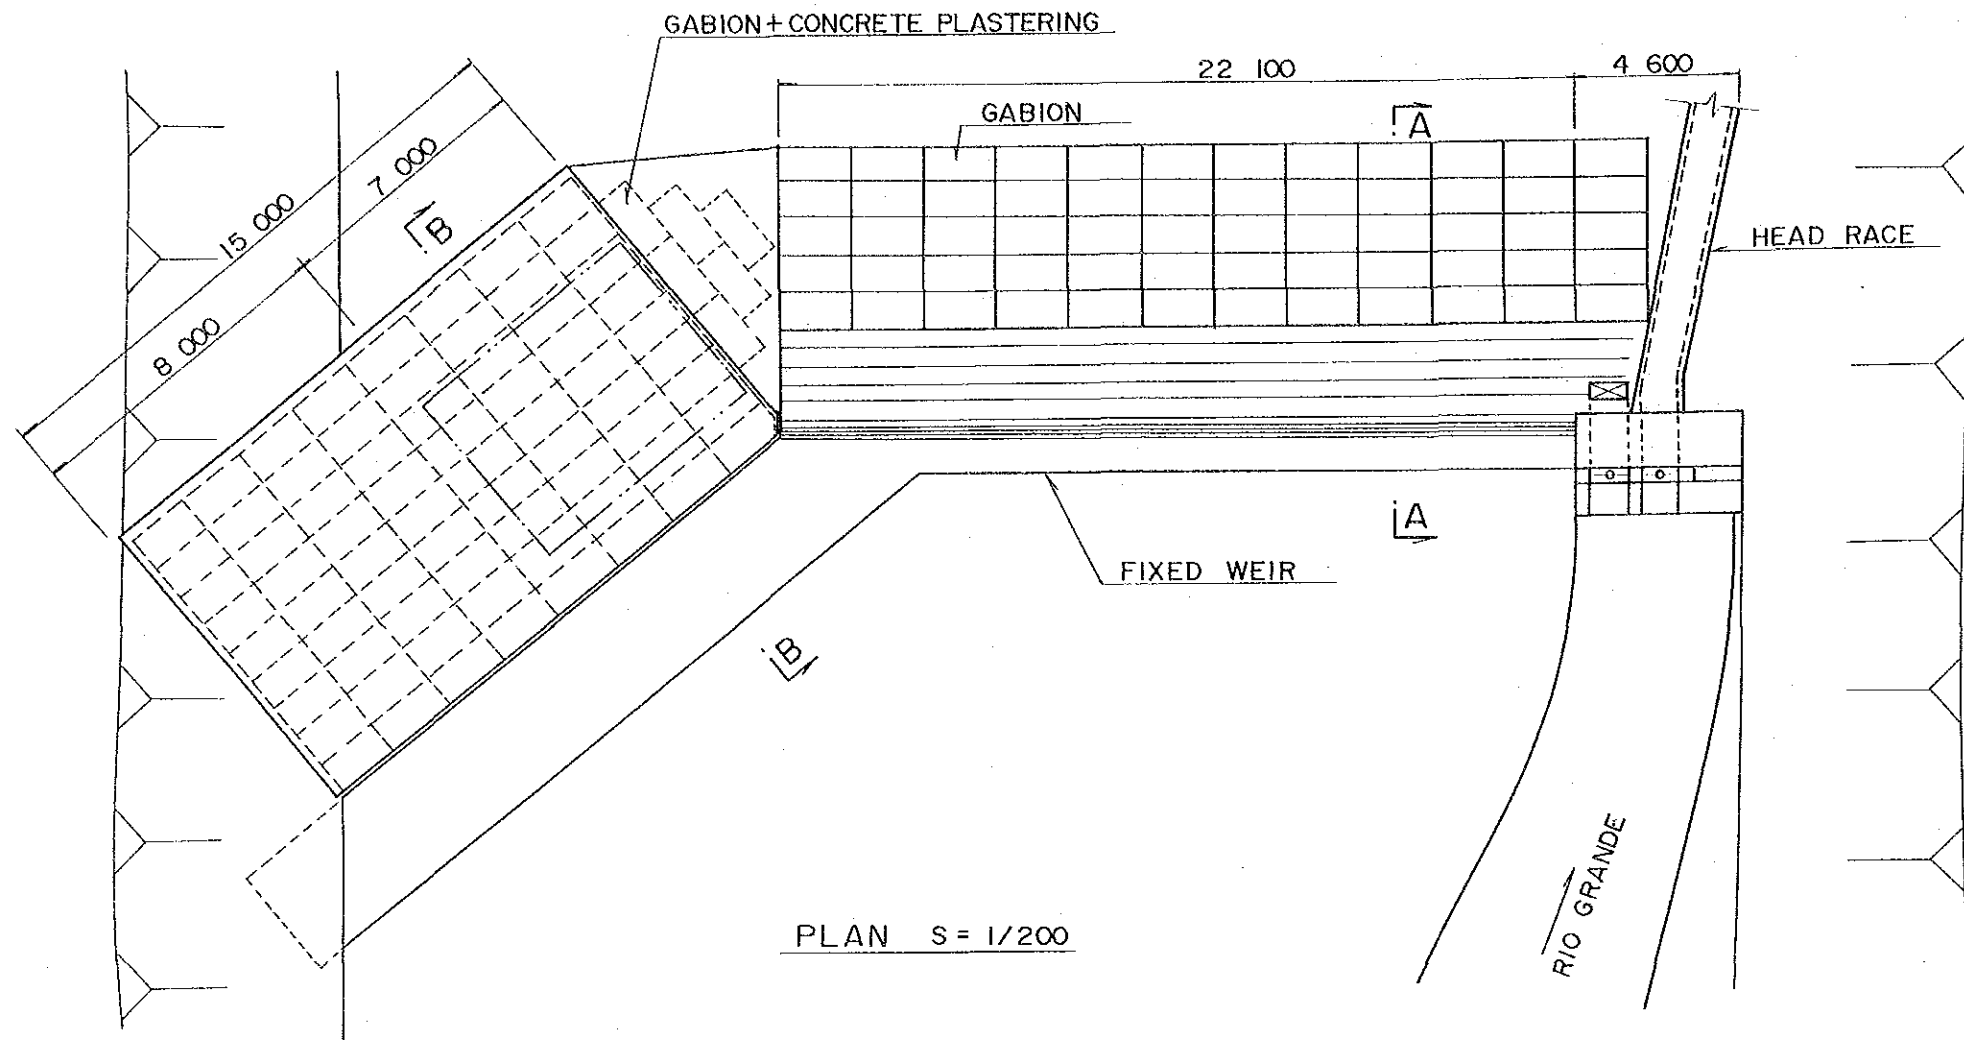 GABION+CONCRETE PLASTERING
22 100
4 600
GABION
A
7 000
15 000
B
8 000
HEAD RACE
A
FIXED WEIR
B
RIO GRANDE
PLAN S = 1/200